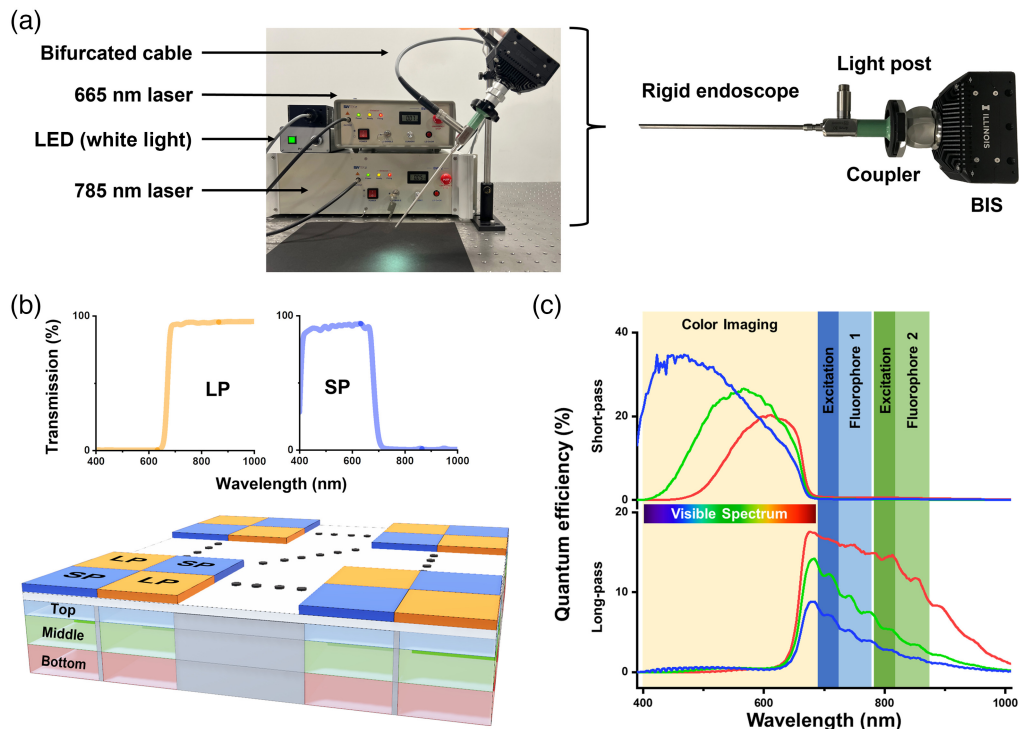 (a)
Bifurcated cable
665 nm laser
LED (white light)
785 nm laser
Rigid endoscope
Light post
Coupler
BIS
ILLINOIS
(b)
Transmission (%)
100
0
LP
400
600
800
1000
100
0
SP
400
600
800
1000
Wavelength (nm)
LP
SP
SP
LP
Top
Middle
Bottom
(c)
Quantum efficiency (%)
Short-pass
Long-pass
40
20
0
20
10
0
Color Imaging
Excitation
Fluorophore 1
Excitation
Fluorophore 2
Visible Spectrum
400
600
800
1000
Wavelength (nm)